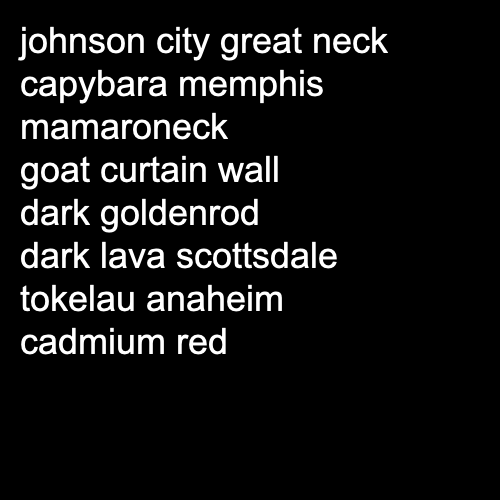 johnson city great neck
capybara memphis
mamaroneck
goat curtain wall
dark goldenrod
dark lava scottsdale
tokelau anaheim
cadmium red